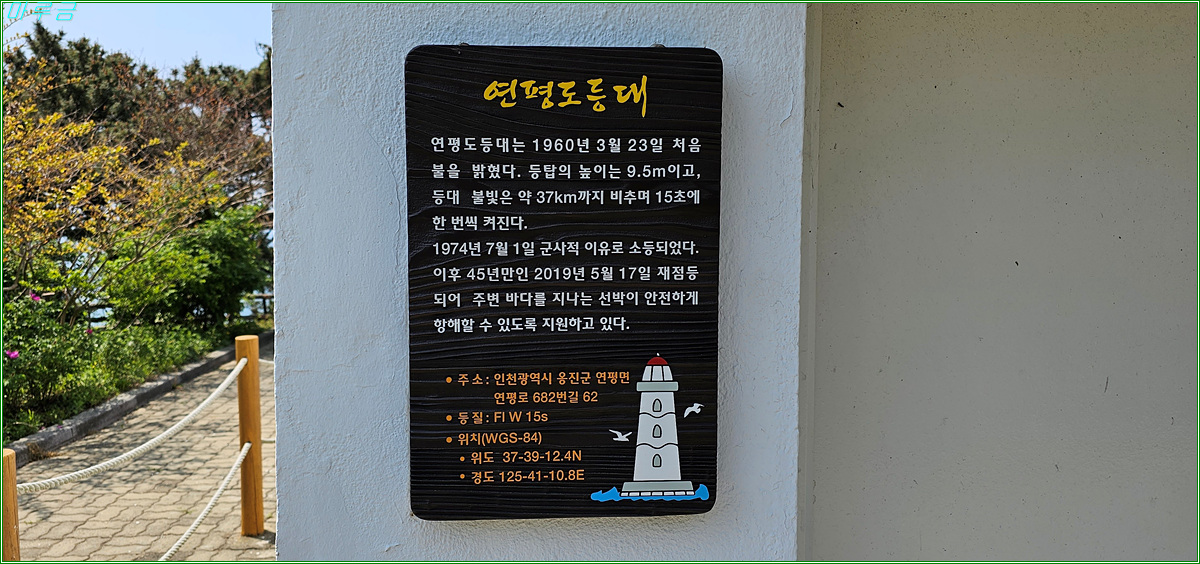 마루금
연평도등대
연평도등대는 1960년 3월 23일 처음
불을 밝혔다. 등탑의 높이는 9.5m이고,
등대 불빛은 약 37km까지 비추며 15초에
한 번씩 켜진다.
1974년 7월 1일 군사적 이유로 소등되었다.
이후 45년만인 2019년 5월 17일 재점등
되어 주변 바다를 지나는 선박이 안전하게
항해할 수 있도록 지원하고 있다.
• 주소 : 인천광역시 옹진군 연평면
연평로 682번길 62
• 등질 : Fl W 15s
• 위치(WGS-84)
• 위도 37-39-12.4N
• 경도 125-41-10.8E